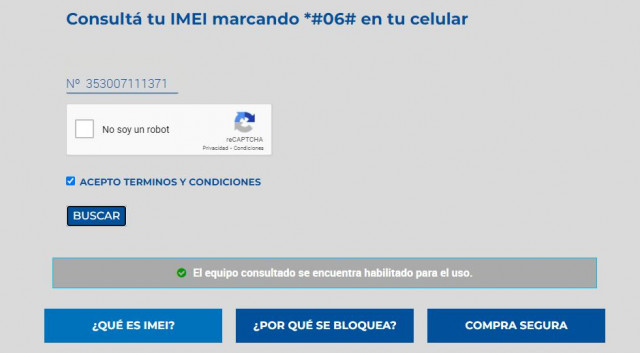 Consultá tu IMEI marcando *#06# en tu celular
Nº 353007111371
No soy un robot
reCAPTCHA
Privacidad - Condiciones
ACEPTO TERMINOS Y CONDICIONES
BUSCAR
El equipo consultado se encuentra habilitado para el uso.
¿QUÉ ES IMEI?
¿POR QUÉ SE BLOQUEA?
COMPRA SEGURA